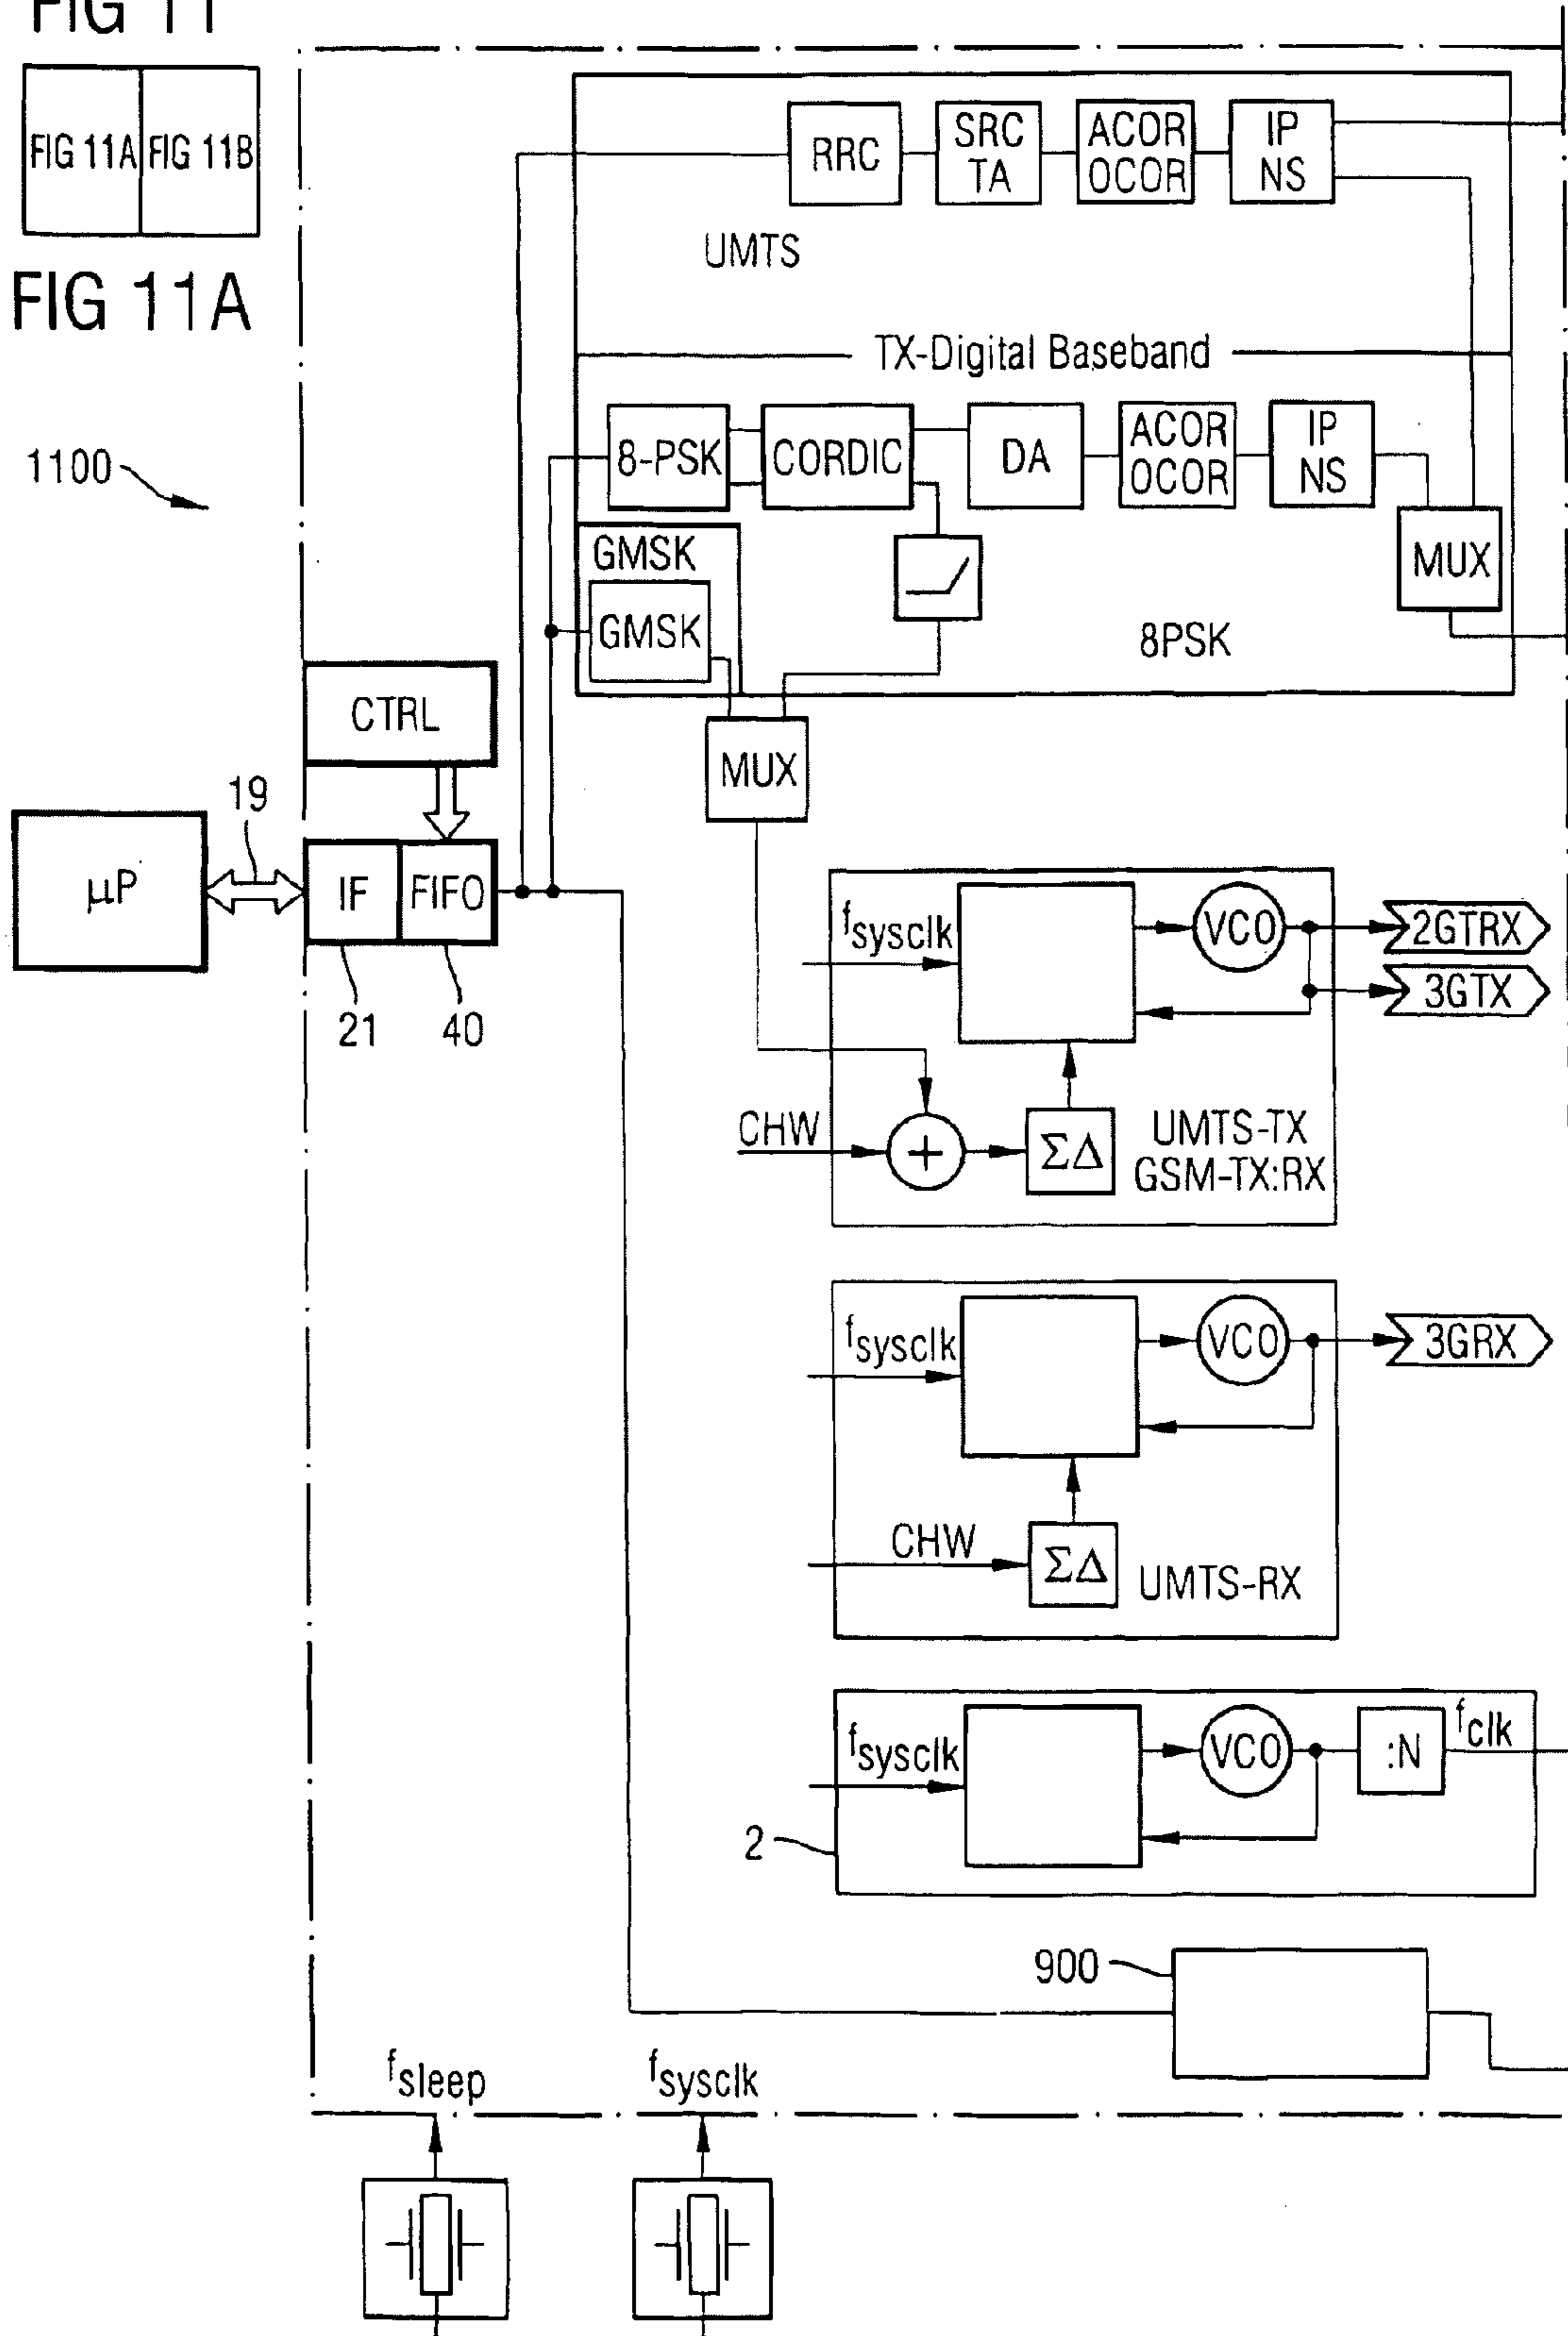 FIG 11
FIG 11A FIG 11B
FIG 11A
1100
RRC
SRC
TA
ACOR
OCOR
IP
NS
UMTS
TX-Digital Baseband
8-PSK
CORDIC
DA
ACOR
OCOR
IP
NS
GMSK
GMSK
MUX
8PSK
CTRL
MUX
19
µP
IF
FIFO
21
40
fsysclk
VCO
2GTRX
3GTX
CHW
+
ΣΔ
UMTS-TX
GSM-TX:RX
fsysclk
VCO
3GRX
CHW
ΣΔ
UMTS-RX
fsysclk
VCO
:N
fclk
2
900
fsleep
fsysclk